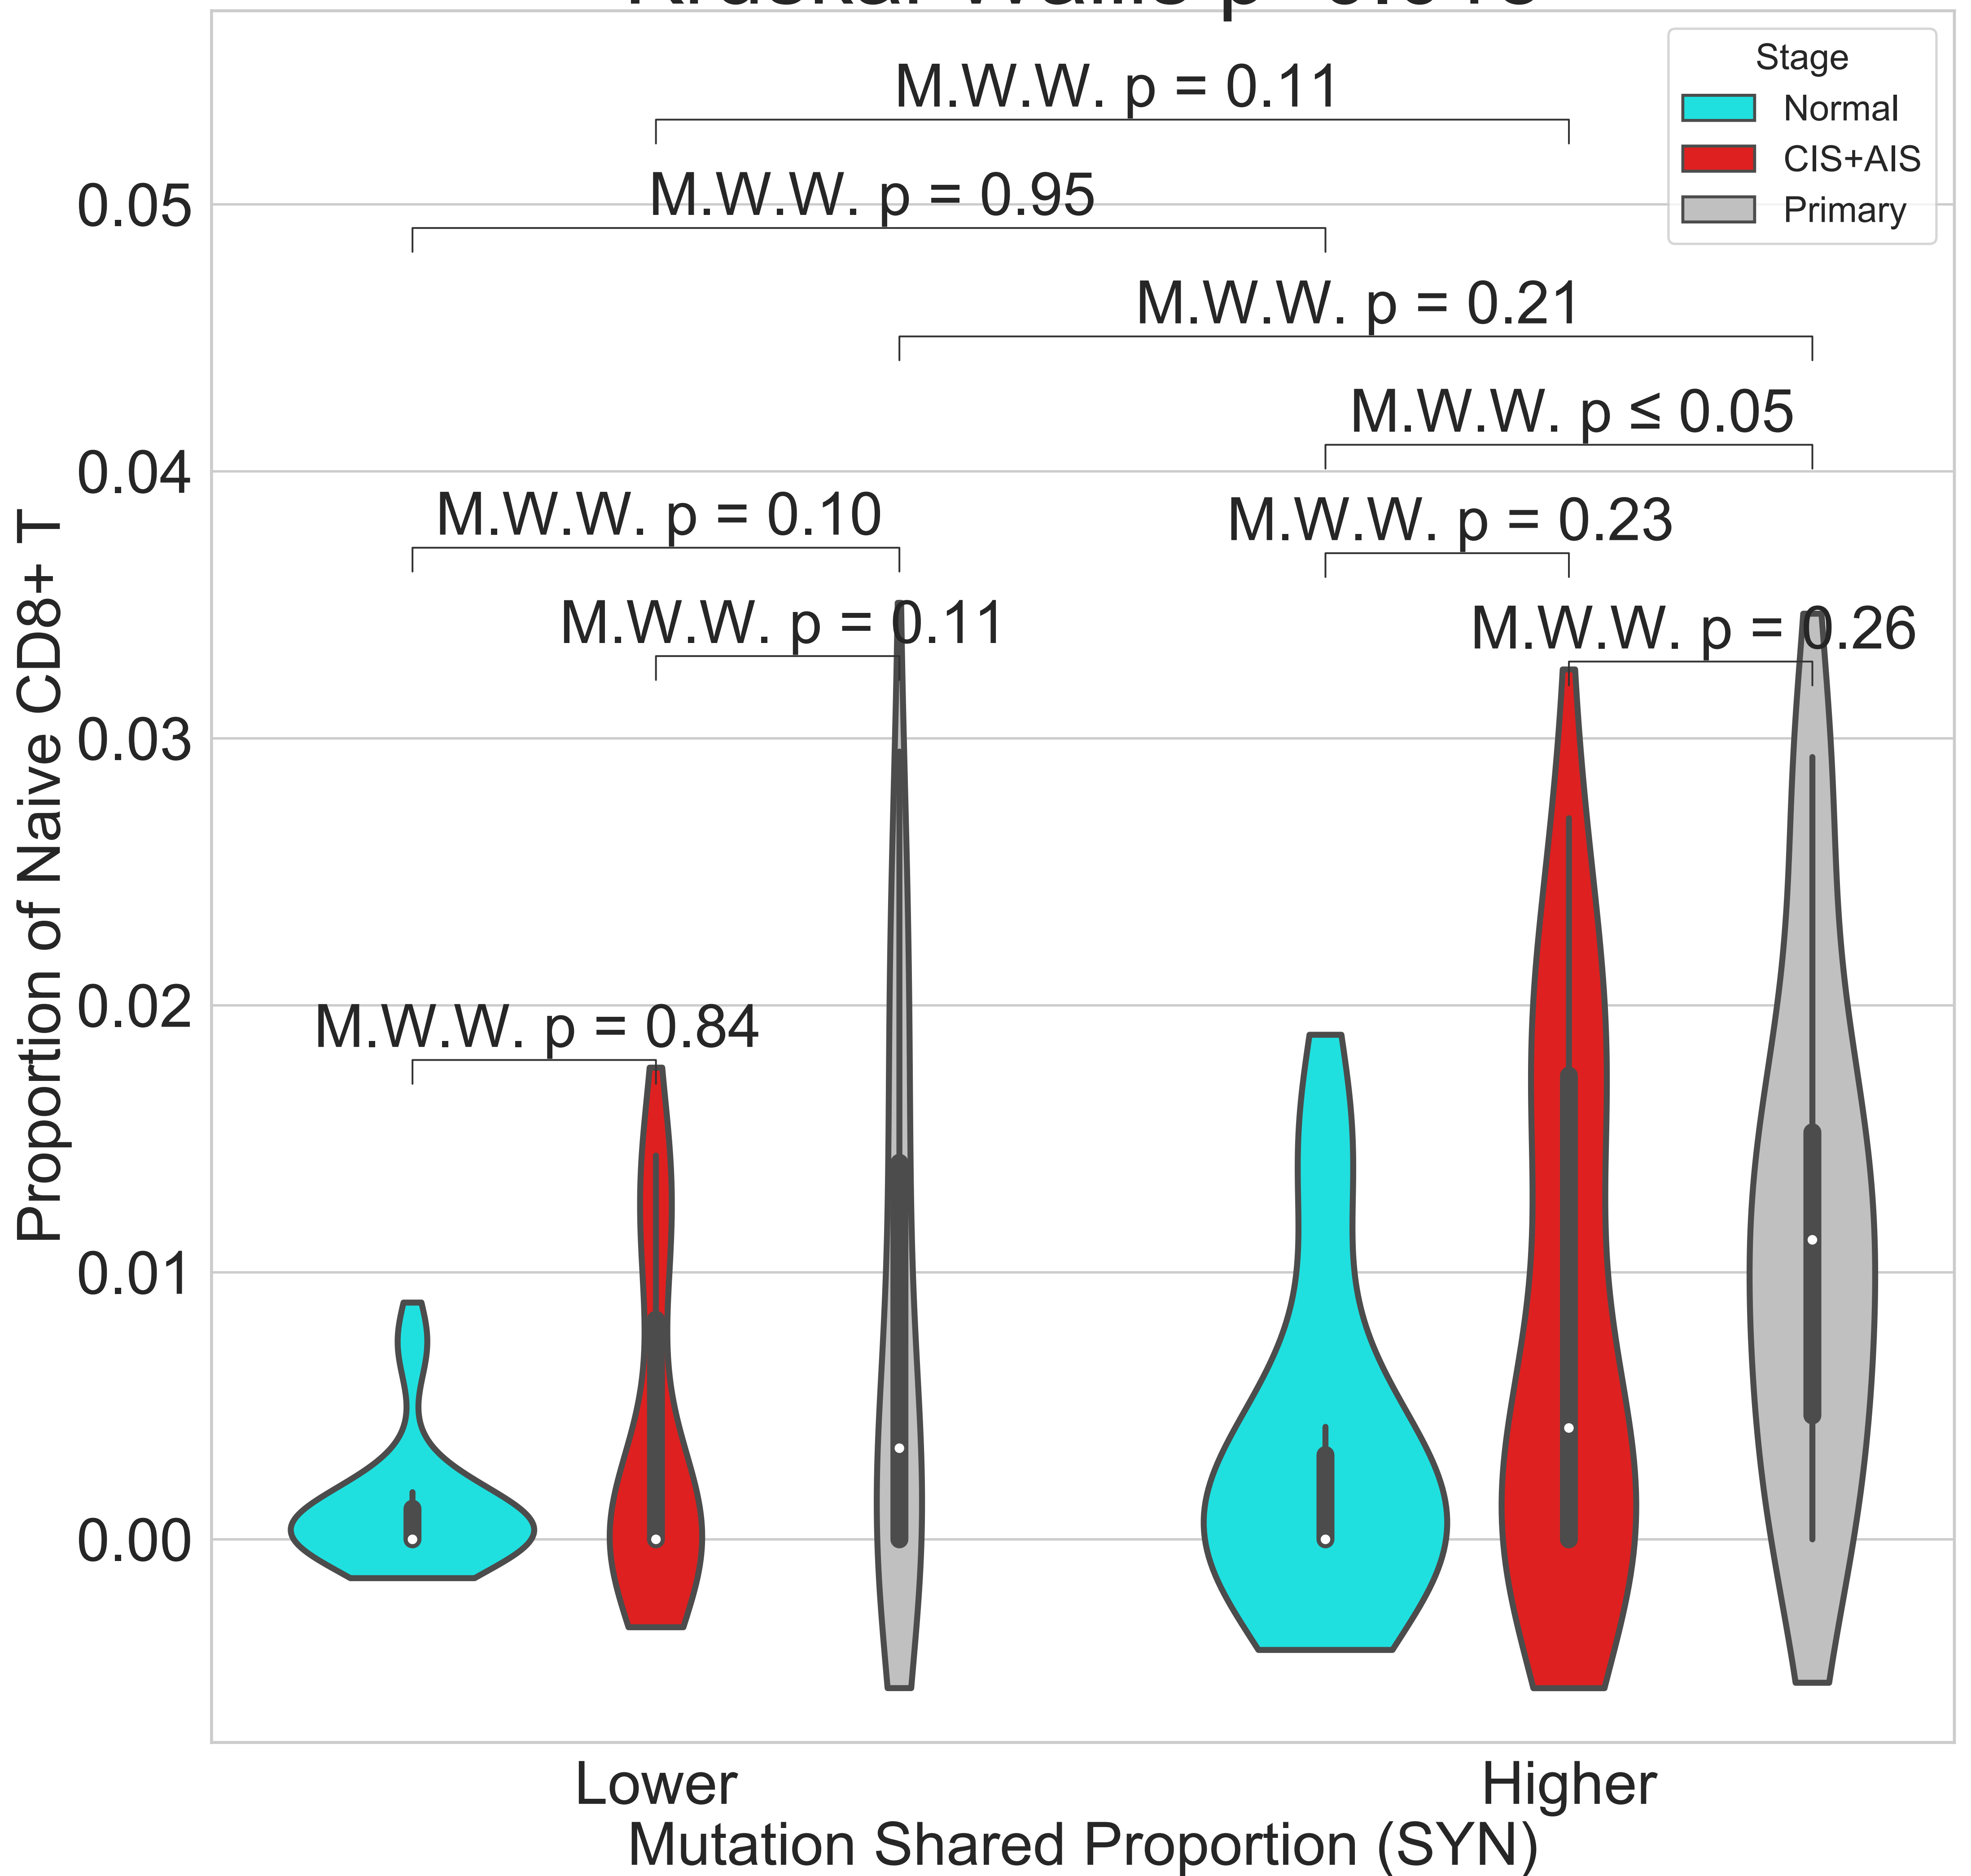 Stage
Normal
CIS+AIS
Primary
M.W.W. p = 0.11
M.W.W. p = 0.95
M.W.W. p = 0.21
M.W.W. p ≤ 0.05
M.W.W. p = 0.10
M.W.W. p = 0.23
M.W.W. p = 0.11
M.W.W. p = 0.26
M.W.W. p = 0.84
0.05
0.04
0.03
0.02
0.01
0.00
Proportion of Naive CD8+ T
Lower
Higher
Mutation Shared Proportion (SYN)